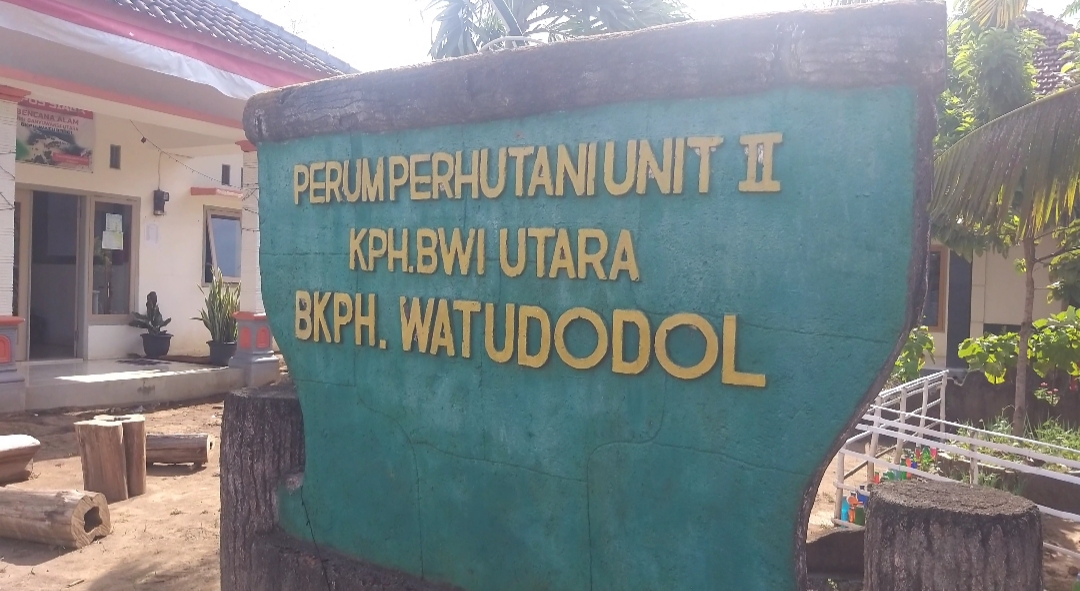 PERUM PERHUTANI UNIT II
KPH.BWI UTARA
BKPH. WATUDODOL